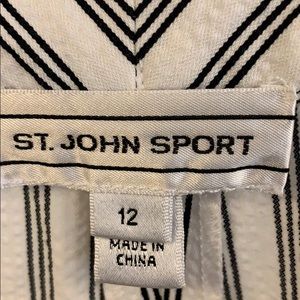 ST. JOHN SPORT
12
MADE IN
CHINA